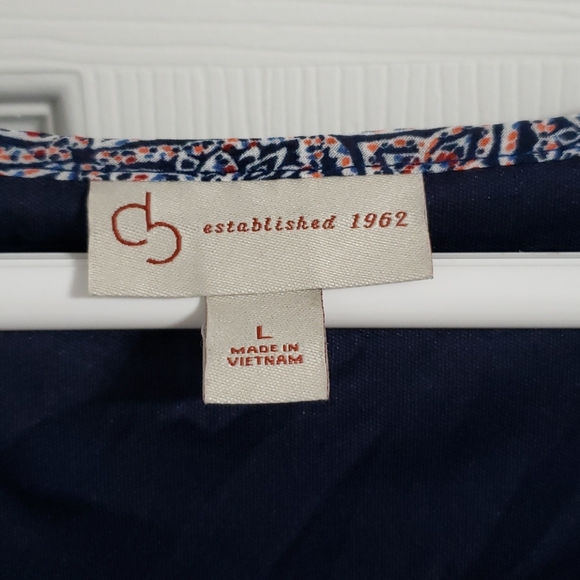 cb established 1962
L
MADE IN
VIETNAM